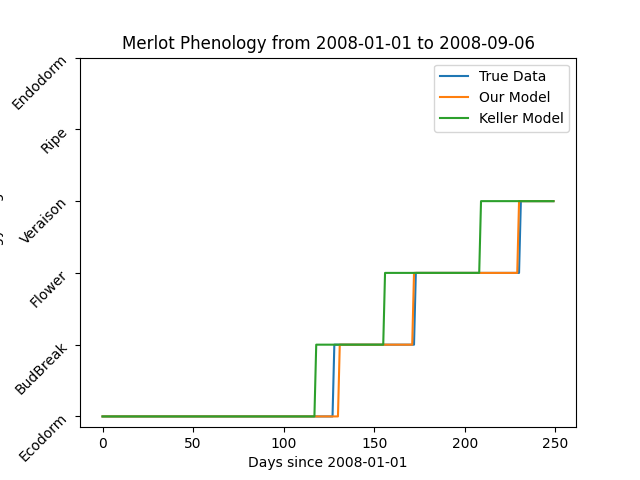 Merlot Phenology from 2008-01-01 to 2008-09-06
True Data
Our Model
Keller Model
Endodorm
Ripe
Veraison
Flower
BudBreak
Ecodorm
0 50 100 150 200 250
Days since 2008-01-01